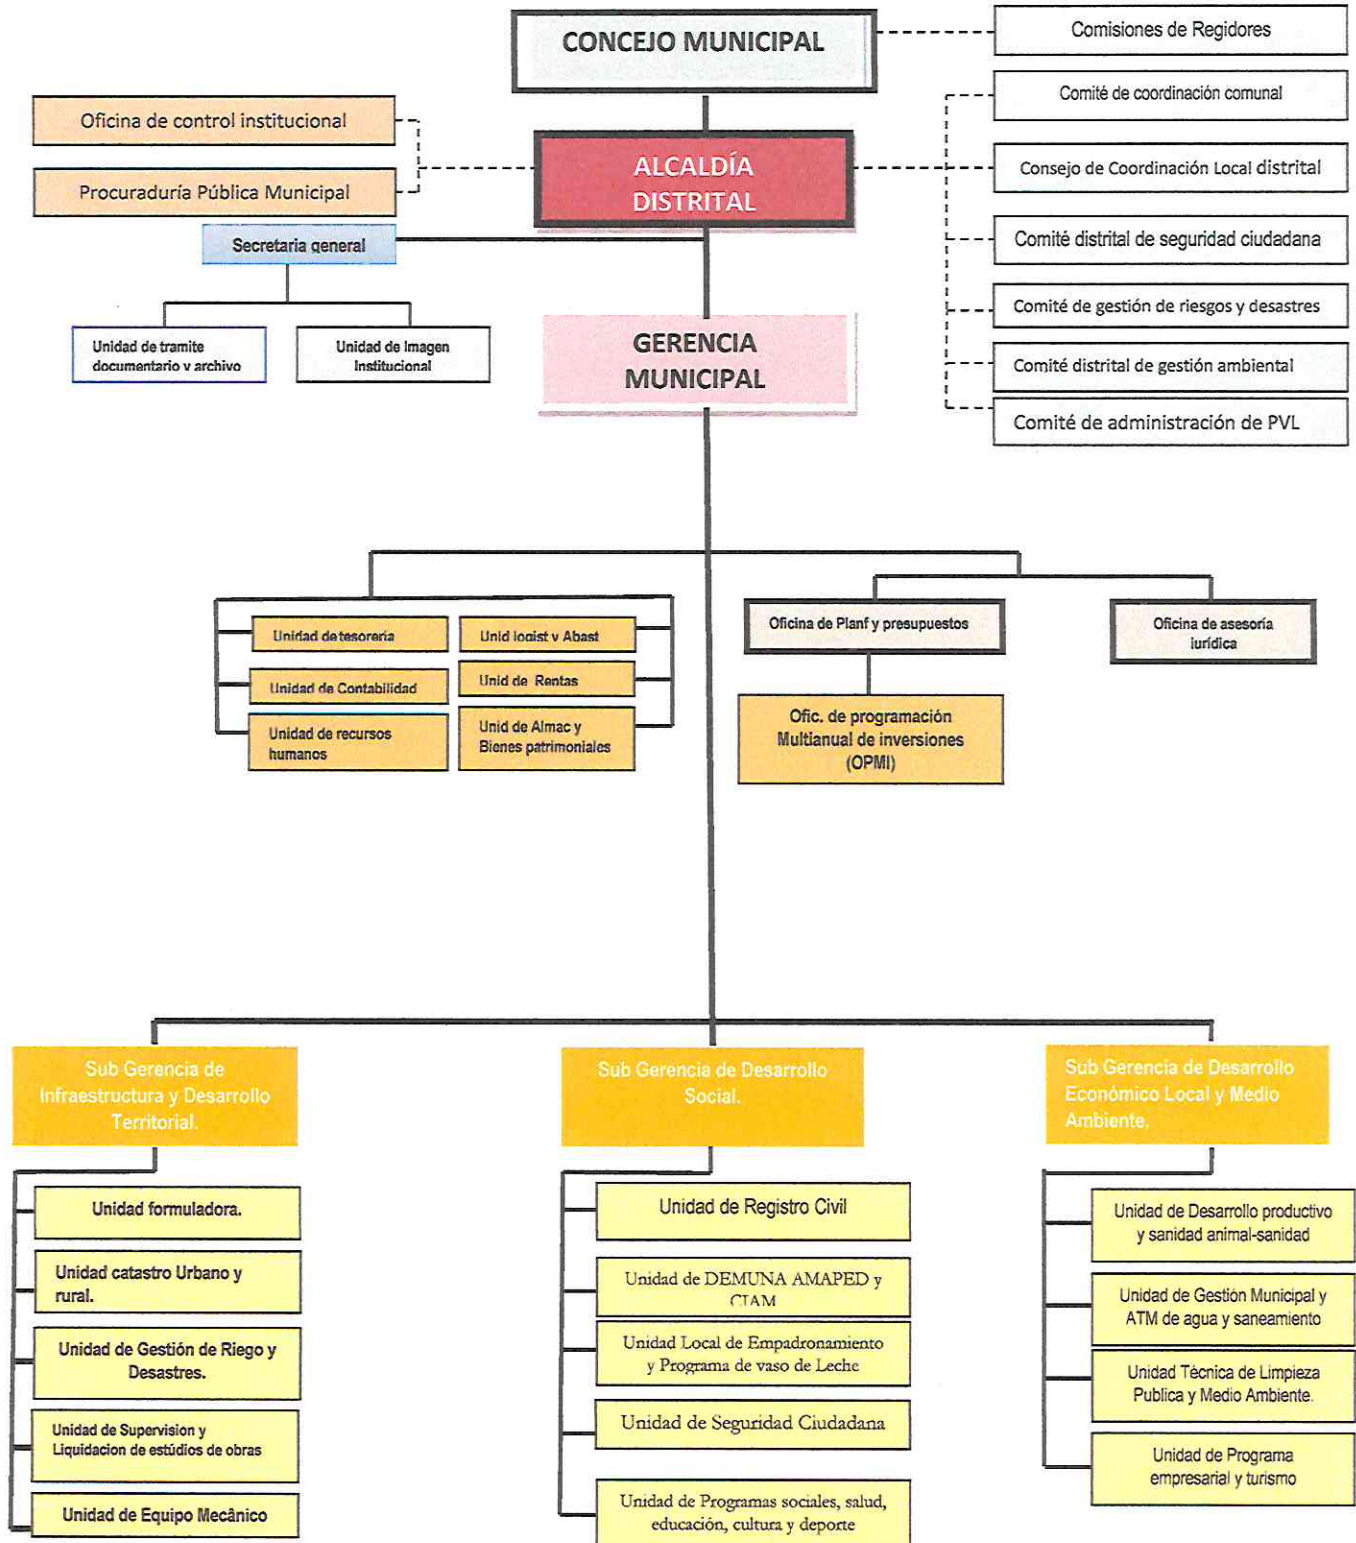 CONCEJO MUNICIPAL
Comisiones de Regidores
Comité de coordinación comunal
Oficina de control institucional
ALCALDÍA
DISTRITAL
Consejo de Coordinación Local distrital
Procuraduría Pública Municipal
Secretaria general
Comité distrital de seguridad ciudadana
Unidad de tramite
documentario y archivo
Unidad de Imagen
Institucional
GERENCIA
MUNICIPAL
Comité de gestión de riesgos y desastres
Comité distrital de gestión ambiental
Comité de administración de PVL
Unidad de tesorería
Unid logist y Abast
Unidad de Contabilidad
Unid de Rentas
Unidad de recursos
humanos
Unid de Almac y
Bienes patrimoniales
Oficina de Planf y presupuestos
Oficina de asesoría
jurídica
Ofic. de programación
Multianual de inversiones
(OPMI)
Sub Gerencia de
Infraestructura y Desarrollo
Territorial.
Sub Gerencia de Desarrollo
Social.
Sub Gerencia de Desarrollo
Económico Local y Medio
Ambiente.
Unidad formuladora.
Unidad catastro Urbano y
rural.
Unidad de Gestión de Riego y
Desastres.
Unidad de Supervision y
Liquidacion de estúdios de obras
Unidad de Equipo Mecânico
Unidad de Registro Civil
Unidad de DEMUNA AMAPED y
CIAM
Unidad Local de Empadronamiento
y Programa de vaso de Leche
Unidad de Seguridad Ciudadana
Unidad de Programas sociales, salud,
educación, cultura y deporte
Unidad de Desarrollo productivo
y sanidad animal-sanidad
Unidad de Gestión Municipal y
ATM de agua y saneamiento
Unidad Técnica de Limpieza
Publica y Medio Ambiente.
Unidad de Programa
empresarial y turismo